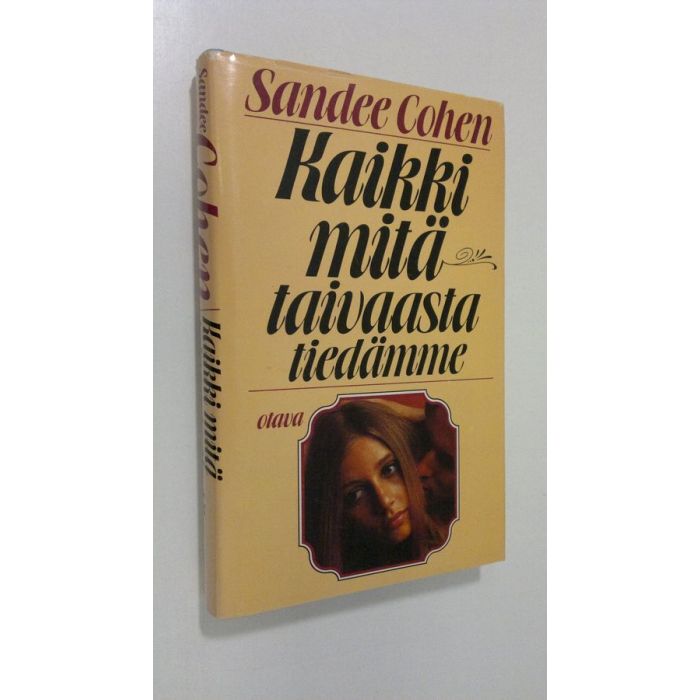 Sandee Cohen
Kaikki
mitä
taivaasta
tiedämme
otava
Sandee Cohen Kaikki mitä